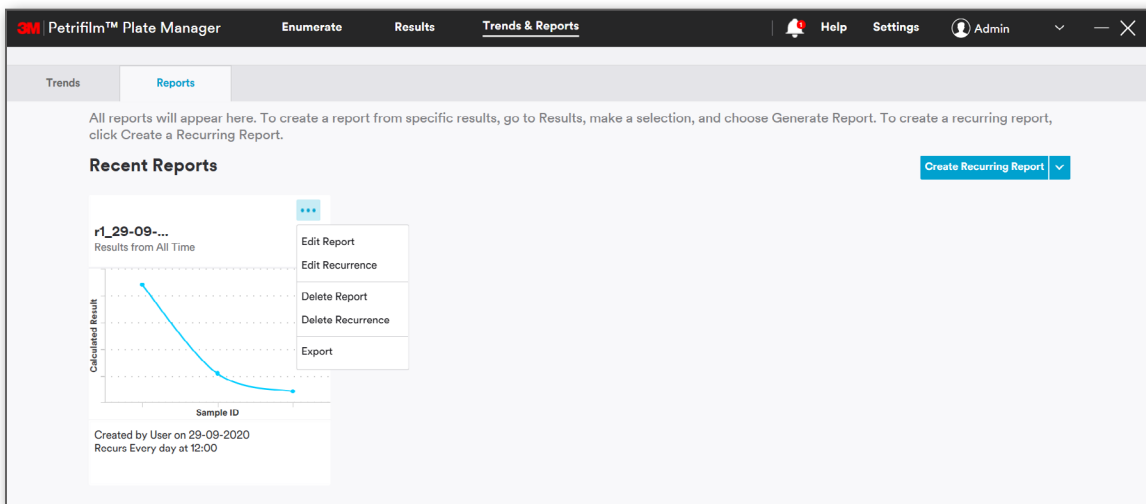 3M Petrifilm™ Plate Manager Enumerate Results Trends & Reports 1 Help Settings Admin
Trends Reports
All reports will appear here. To create a report from specific results, go to Results, make a selection, and choose Generate Report. To create a recurring report,
click Create a Recurring Report.
Recent Reports
Create Recurring Report
r1_29-09-...
Results from All Time
Edit Report
Edit Recurrence
Delete Report
Delete Recurrence
Export
Calculated Result
Sample ID
Created by User on 29-09-2020
Recurs Every day at 12:00